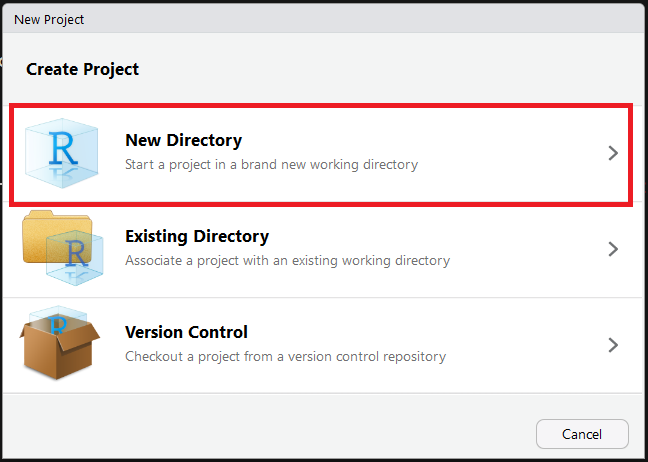 New Project
Create Project
R
New Directory
Start a project in a brand new working directory
R
Existing Directory
Associate a project with an existing working directory
R
Version Control
Checkout a project from a version control repository
Cancel